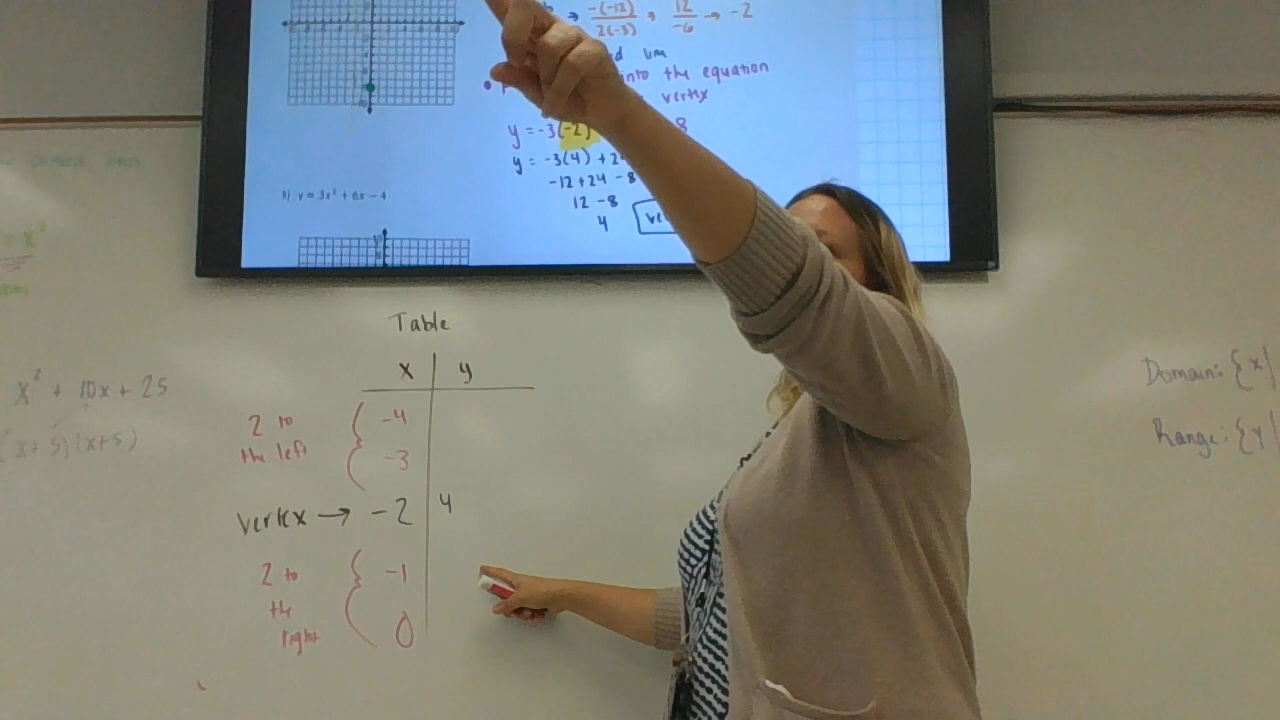 → -(-12)/2(-3) , 12/-6 → -2
into the equation
vertex
y = -3(-2)
8
y = -3(4) + 2
-12 + 24 - 8
12 - 8
4
9) y = 3x² + 6x - 4
= x²
Table
x y
x² + 10x + 25
(x+5)(x+5)
2 to
the left
-4
-3
vertex → -2 4
2 to
the
right
-1
0
Domain: {x|
Range: {y|